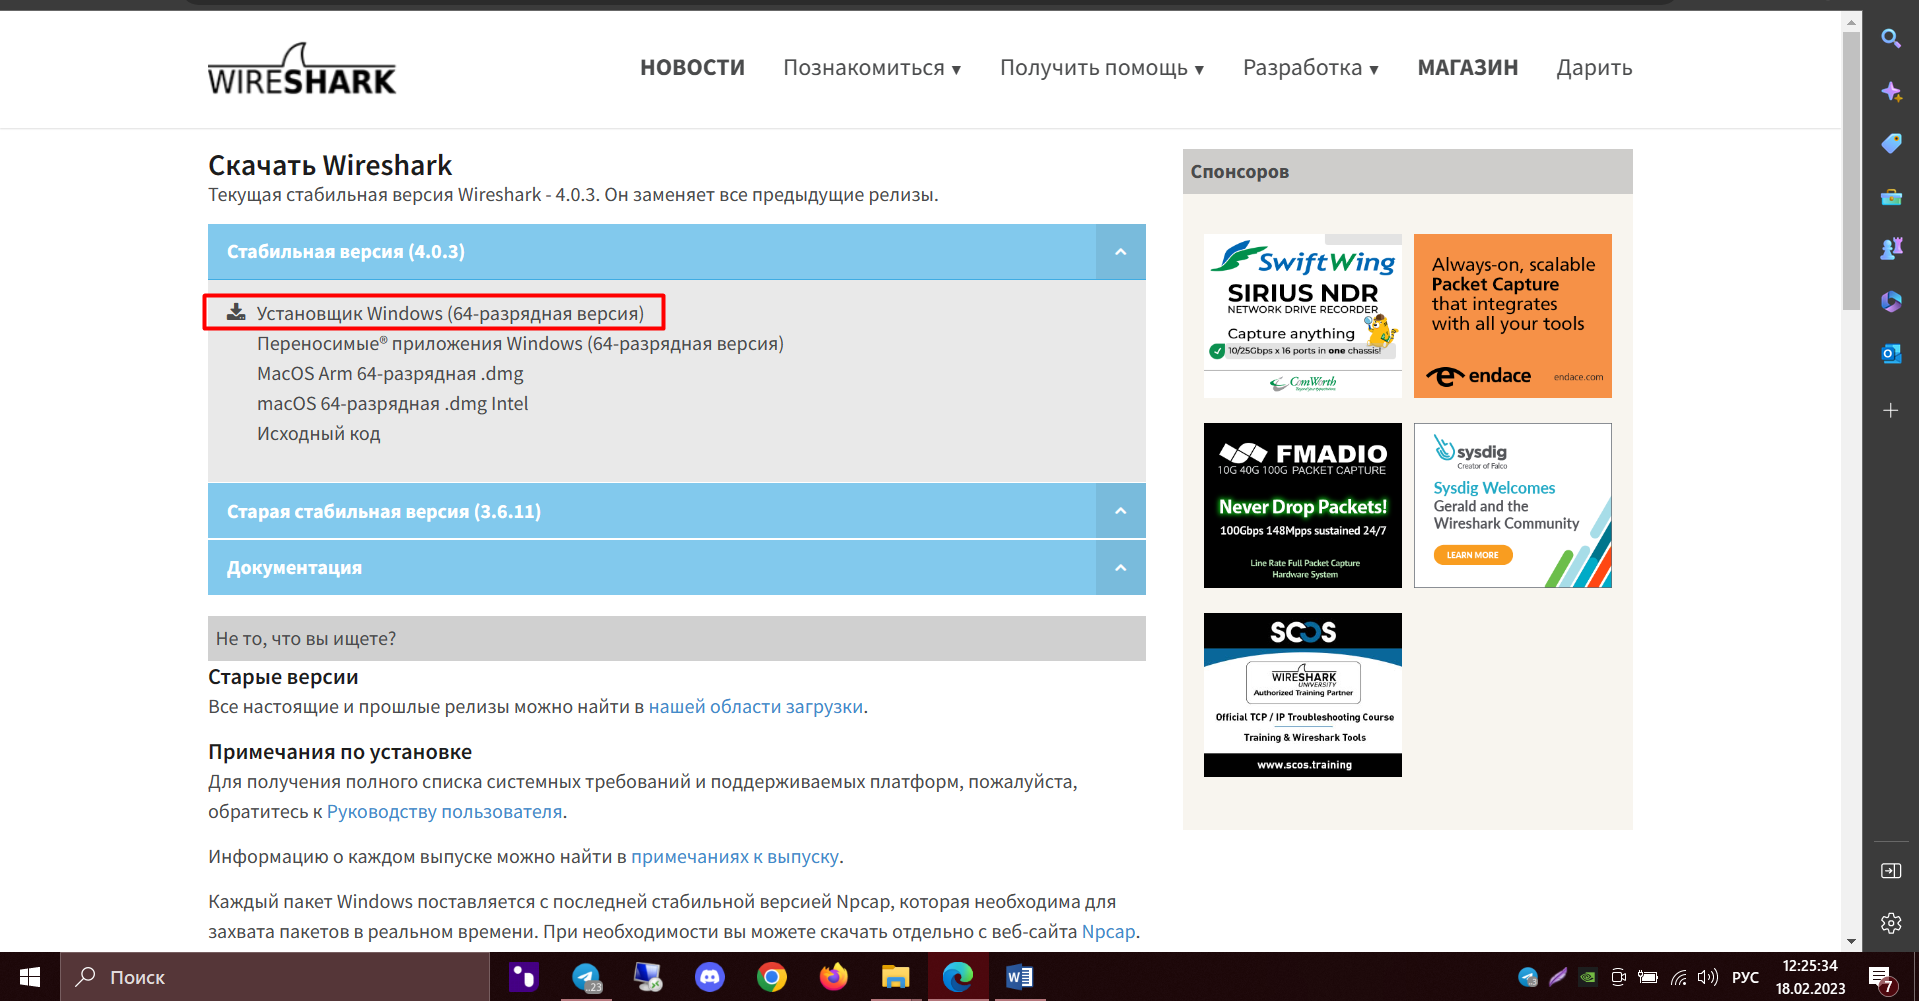 WIRESHARK
НОВОСТИ Познакомиться ▼ Получить помощь ▼ Разработка ▼ МАГАЗИН Дарить
Скачать Wireshark
Текущая стабильная версия Wireshark - 4.0.3. Он заменяет все предыдущие релизы.
Стабильная версия (4.0.3)
Установщик Windows (64-разрядная версия)
Переносимые® приложения Windows (64-разрядная версия)
MacOS Arm 64-разрядная .dmg
macOS 64-разрядная .dmg Intel
Исходный код
Старая стабильная версия (3.6.11)
Документация
Не то, что вы ищете?
Старые версии
Все настоящие и прошлые релизы можно найти в нашей области загрузки.
Примечания по установке
Для получения полного списка системных требований и поддерживаемых платформ, пожалуйста,
обратитесь к Руководству пользователя.
Информацию о каждом выпуске можно найти в примечаниях к выпуску.
Каждый пакет Windows поставляется с последней стабильной версией Npcap, которая необходима для
захвата пакетов в реальном времени. При необходимости вы можете скачать отдельно с веб-сайта Npcap.
Спонсоров
SwiftWing
SIRIUS NDR
NETWORK DRIVE RECORDER
Capture anything
10/25Gbps x 16 ports in one chassis!
ComWorth
Always-on, scalable
Packet Capture
that integrates
with all your tools
endace endace.com
FMADIO
10G 40G 100G PACKET CAPTURE
Never Drop Packets!
100Gbps 148Mpps sustained 24/7
Line Rate Full Packet Capture
Hardware System
sysdig
Creator of Falco
Sysdig Welcomes
Gerald and the
Wireshark Community
LEARN MORE
SCOS
WIRESHARK
UNIVERSITY
Authorized Training Partner
Official TCP / IP Troubleshooting Course
Training & Wireshark Tools
www.scos.training
Поиск
23
РУС
12:25:34
18.02.2023
7